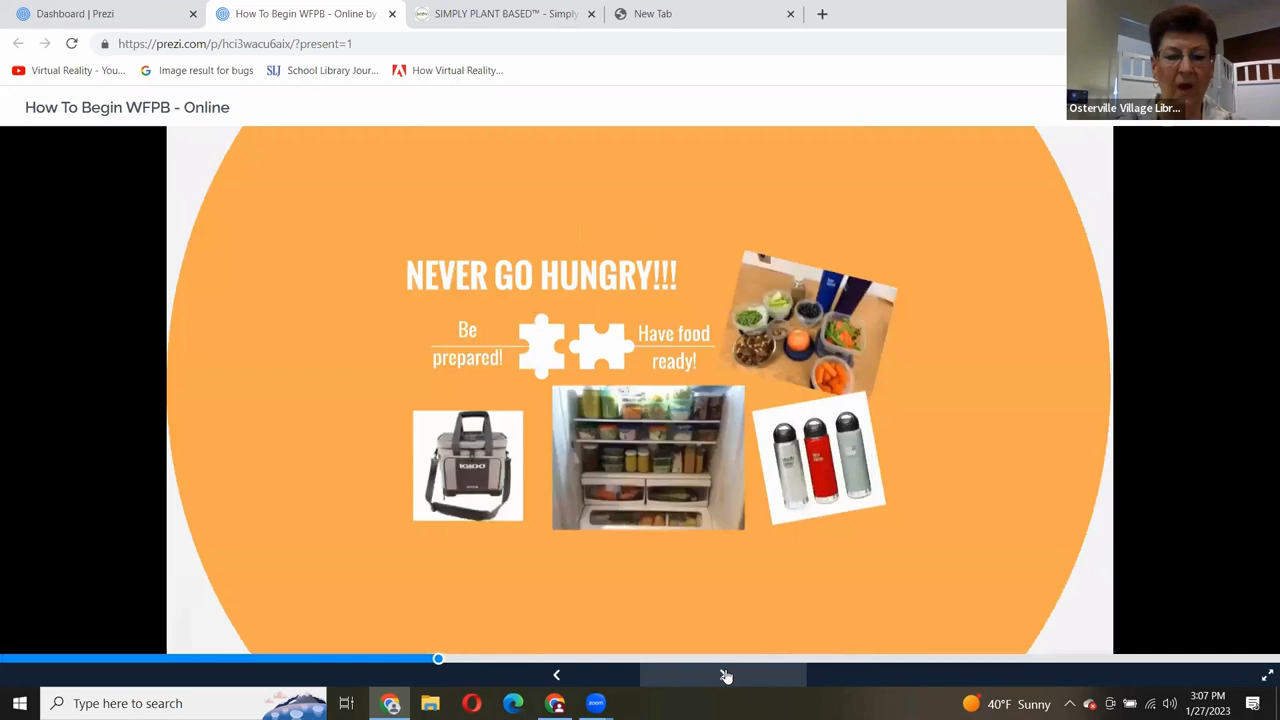 Dashboard | Prezi
How To Begin WFPB - Online by
SIMPLY PLANT BASED™ - Simply
New Tab
https://prezi.com/p/hci3wacu6aix/?present=1
Virtual Reality - You...
Image result for bugs
SLJ
School Library Jour...
How Virtual Reality...
Osterville Village Libr...
How To Begin WFPB - Online
NEVER GO HUNGRY!!!
Be
prepared!
Have food
ready!
IGLOO
Type here to search
zoom
40°F Sunny
3:07 PM
1/27/2023